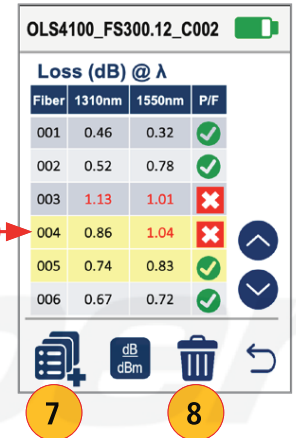 OLS4100_FS300.12_C002
Loss (dB) @ λ
Fiber 1310nm 1550nm P/F
001 0.46 0.32
002 0.52 0.78
003 1.13 1.01
004 0.86 1.04
005 0.74 0.83
006 0.67 0.72
dB
dBm
7 8